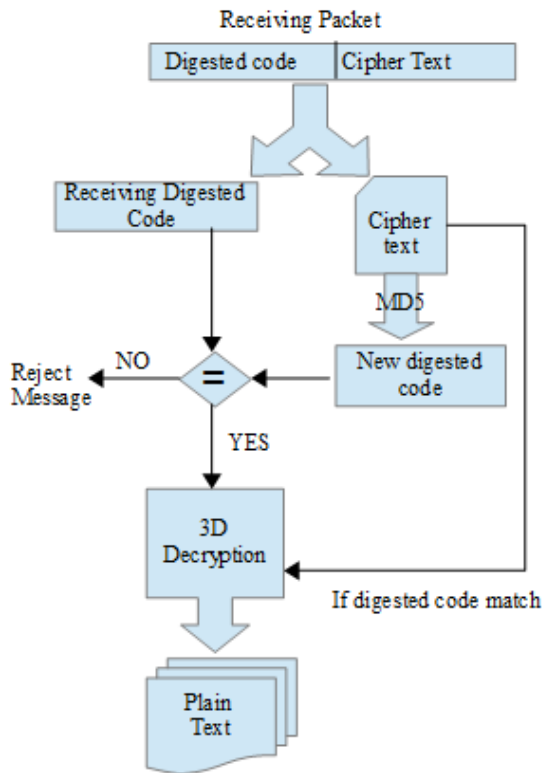 Receiving Packet
Digested code Cipher Text
Receiving Digested
Code
Cipher
text
MD5
New digested
code
=
NO
Reject
Message
YES
3D
Decryption
If digested code match
Plain
Text